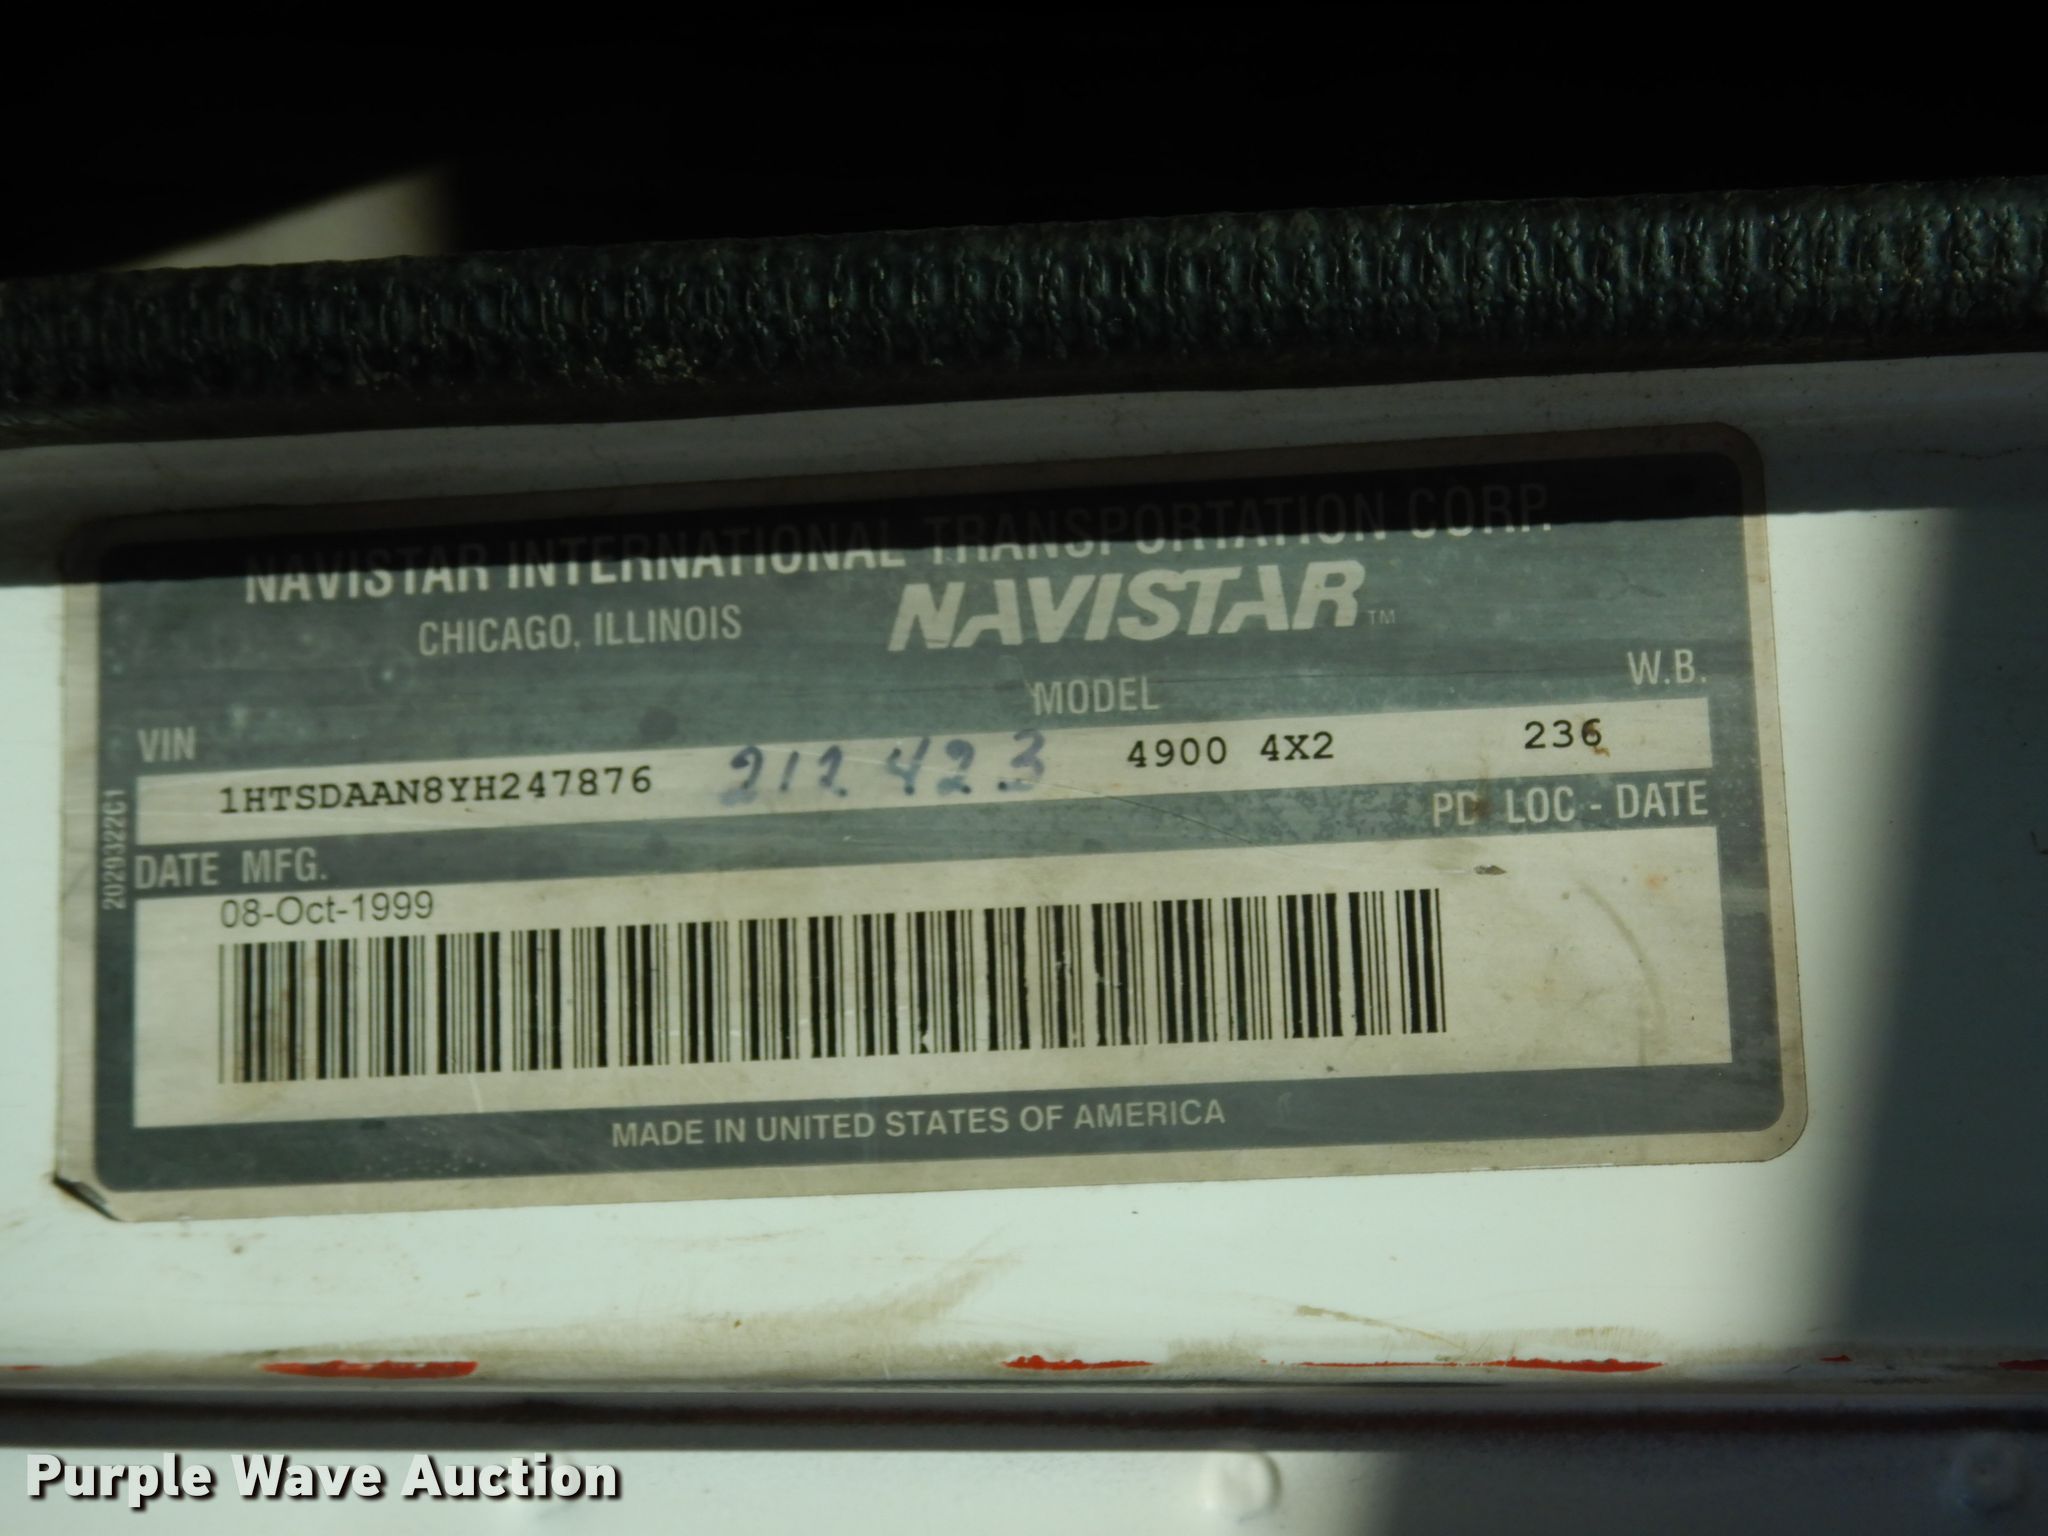 NAVISTAR INTERNATIONAL TRANSPORTATION CORP.
CHICAGO, ILLINOIS NAVISTAR™
VIN MODEL W.B.
1HTSDAAN8YH247876 212423 4900 4X2 236
DATE MFG. PD LOC - DATE
08-Oct-1999
2029322C1
MADE IN UNITED STATES OF AMERICA
Purple Wave Auction